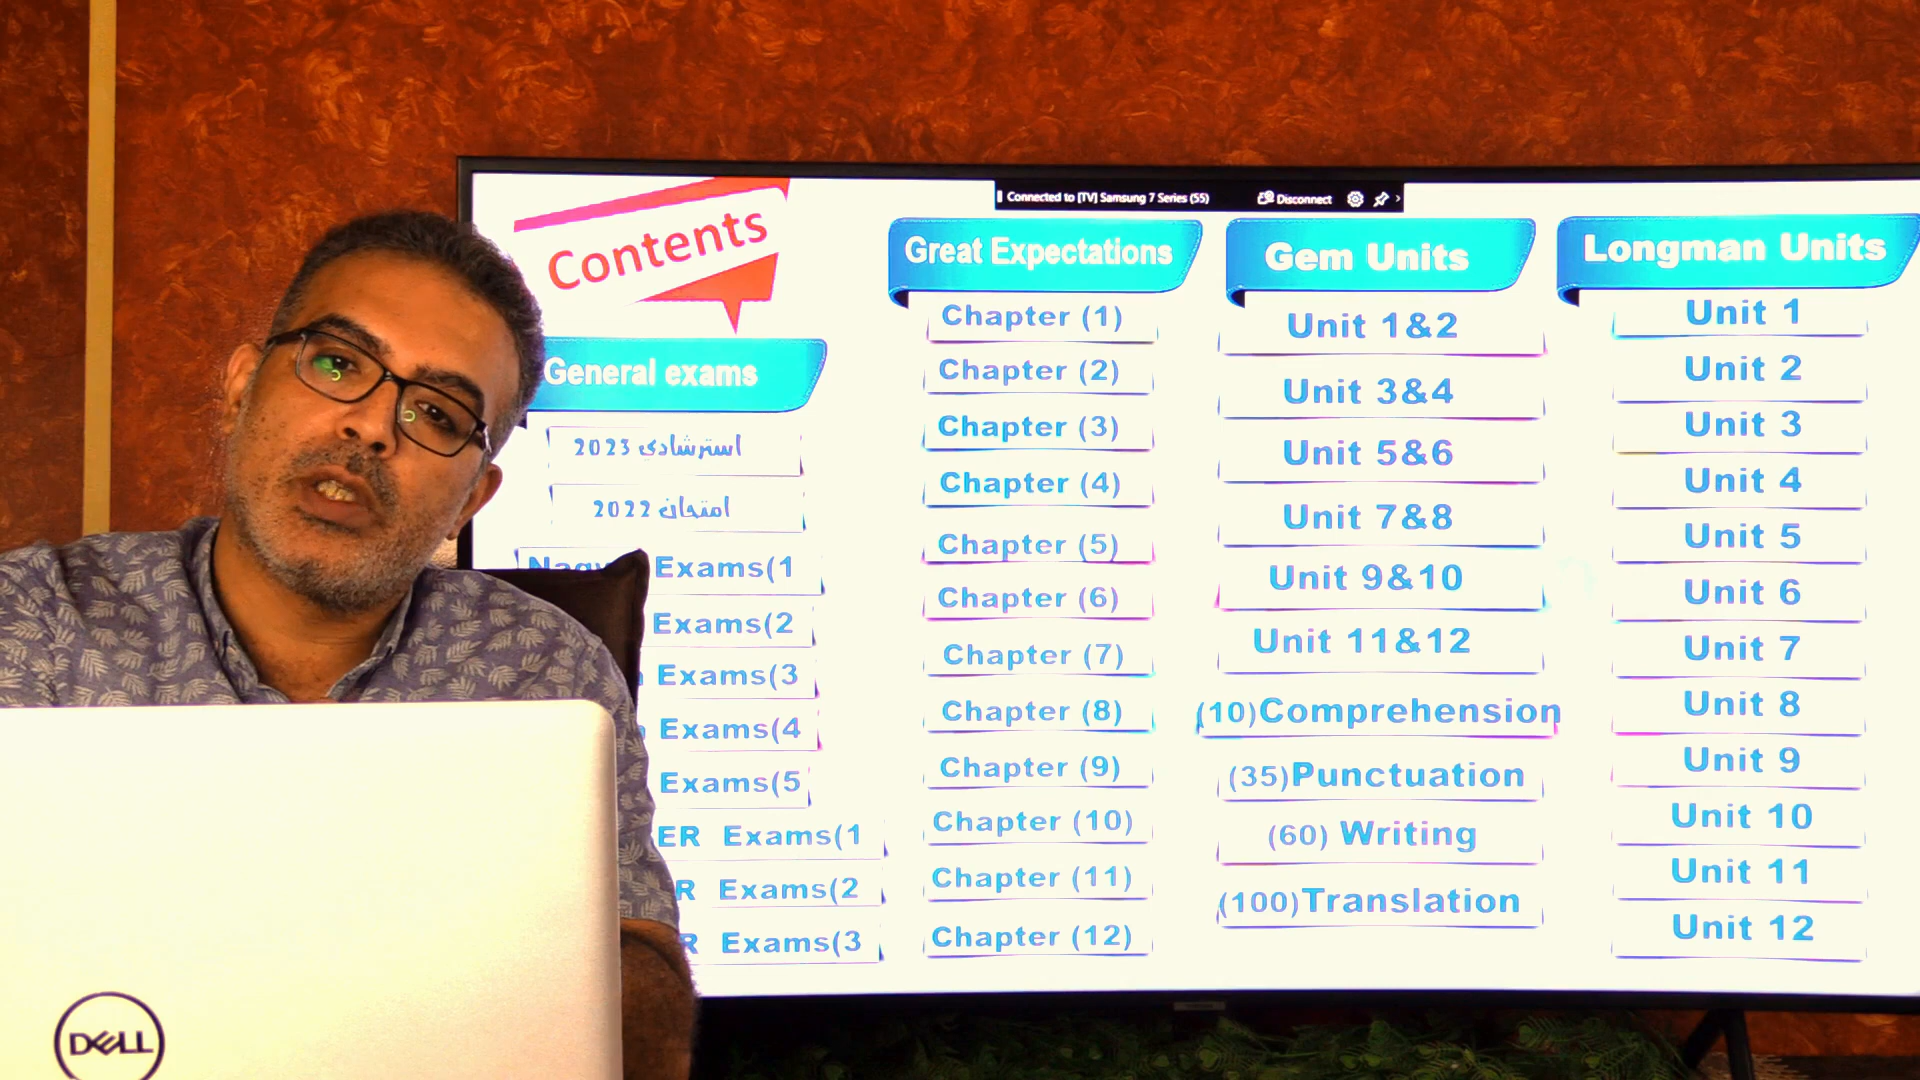 Connected to [TV] Samsung 7 Series (55)
Disconnect
Contents
General exams
استرشادى 2023
امتحان 2022
Exams(1
Exams(2
Exams(3
Exams(4
Exams(5
ER Exams(1
R Exams(2
R Exams(3
Great Expectations
Chapter (1)
Chapter (2)
Chapter (3)
Chapter (4)
Chapter (5)
Chapter (6)
Chapter (7)
Chapter (8)
Chapter (9)
Chapter (10)
Chapter (11)
Chapter (12)
Gem Units
Unit 1&2
Unit 3&4
Unit 5&6
Unit 7&8
Unit 9&10
Unit 11&12
(10)Comprehension
(35)Punctuation
(60) Writing
(100)Translation
Longman Units
Unit 1
Unit 2
Unit 3
Unit 4
Unit 5
Unit 6
Unit 7
Unit 8
Unit 9
Unit 10
Unit 11
Unit 12
DELL